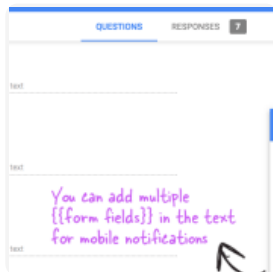 QUESTIONS RESPONSES 7
text
text
You can add multiple
{{form fields}} in the text
for mobile notifications
text